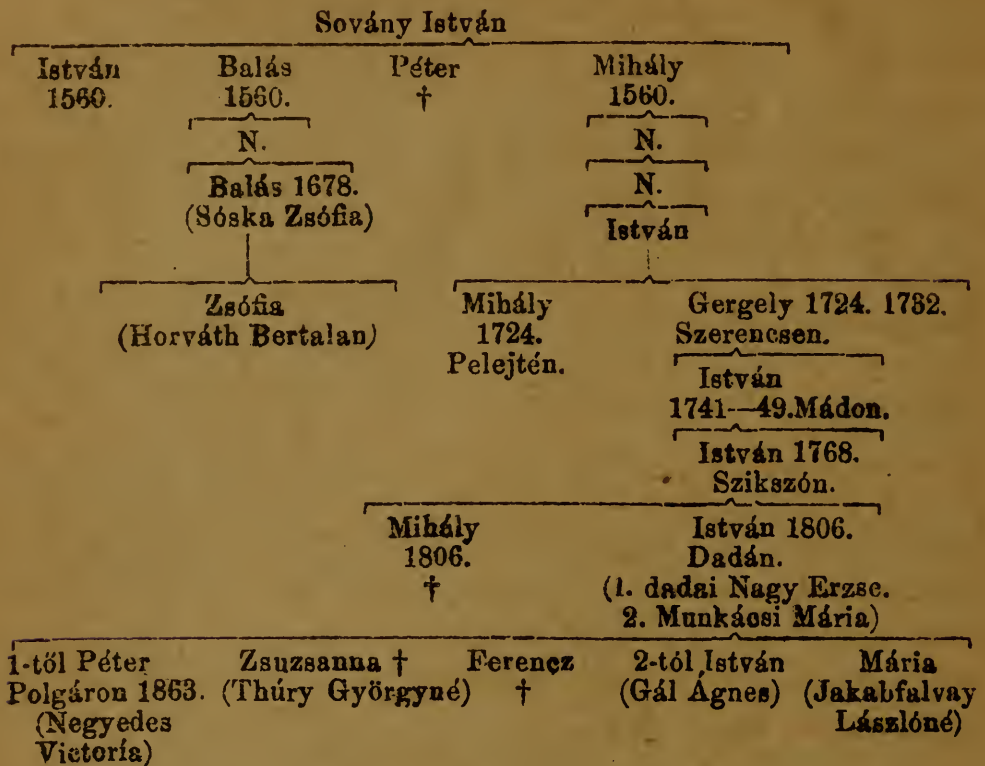 Sovány István
István Balás Péter Mihály
1560. 1560. † 1560.
N. N.
Balás 1678. N.
(Sóska Zsófia) István
Zsófia Mihály Gergely 1724. 1732.
(Horváth Bertalan) 1724. Szerencsen.
Pelejtén. István
1741—49.Mádon.
István 1768.
Szikszón.
Mihály István 1806.
1806. Dadán.
† (1. dadai Nagy Erzse.
2. Munkácsi Mária)
1-től Péter Zsuzsanna † Ferencz 2-tól István Mária
Polgáron 1863. (Thúry Györgyné) † (Gál Ágnes) (Jakabfalvay
(Negyedes Lászlóné)
Victoría)